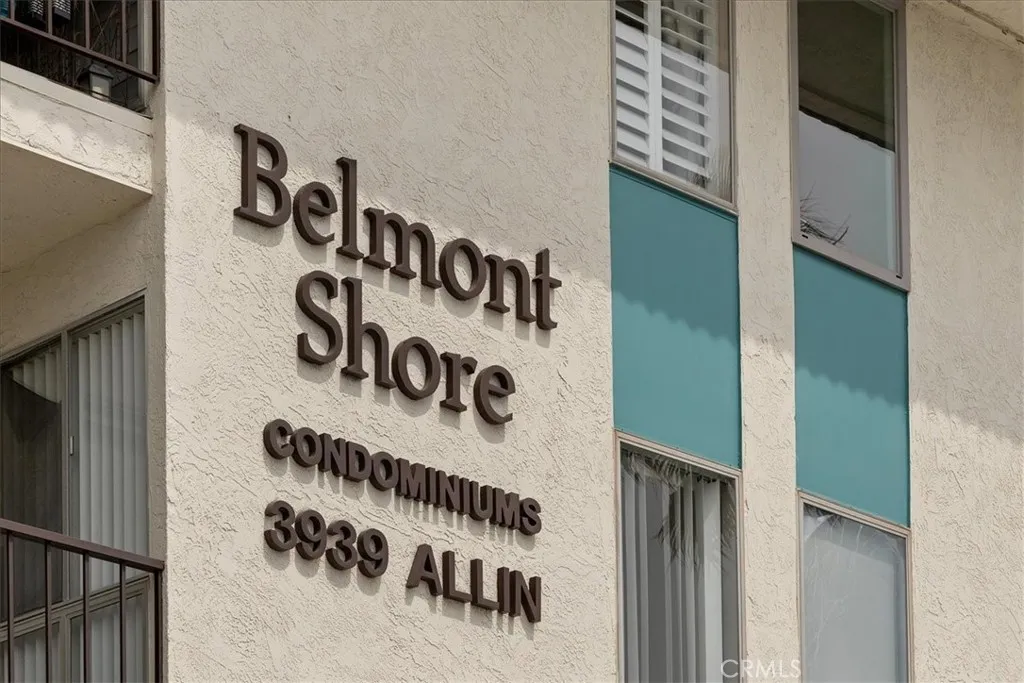 Belmont
Shore
CONDOMINIUMS
3939 ALLIN
CRMLS